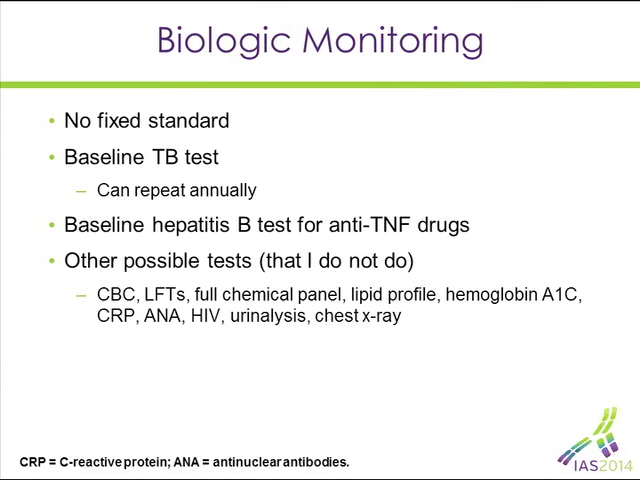 Biologic Monitoring
• No fixed standard
• Baseline TB test
– Can repeat annually
• Baseline hepatitis B test for anti-TNF drugs
• Other possible tests (that I do not do)
– CBC, LFTs, full chemical panel, lipid profile, hemoglobin A1C,
CRP, ANA, HIV, urinalysis, chest x-ray
CRP = C-reactive protein; ANA = antinuclear antibodies.
IAS2014